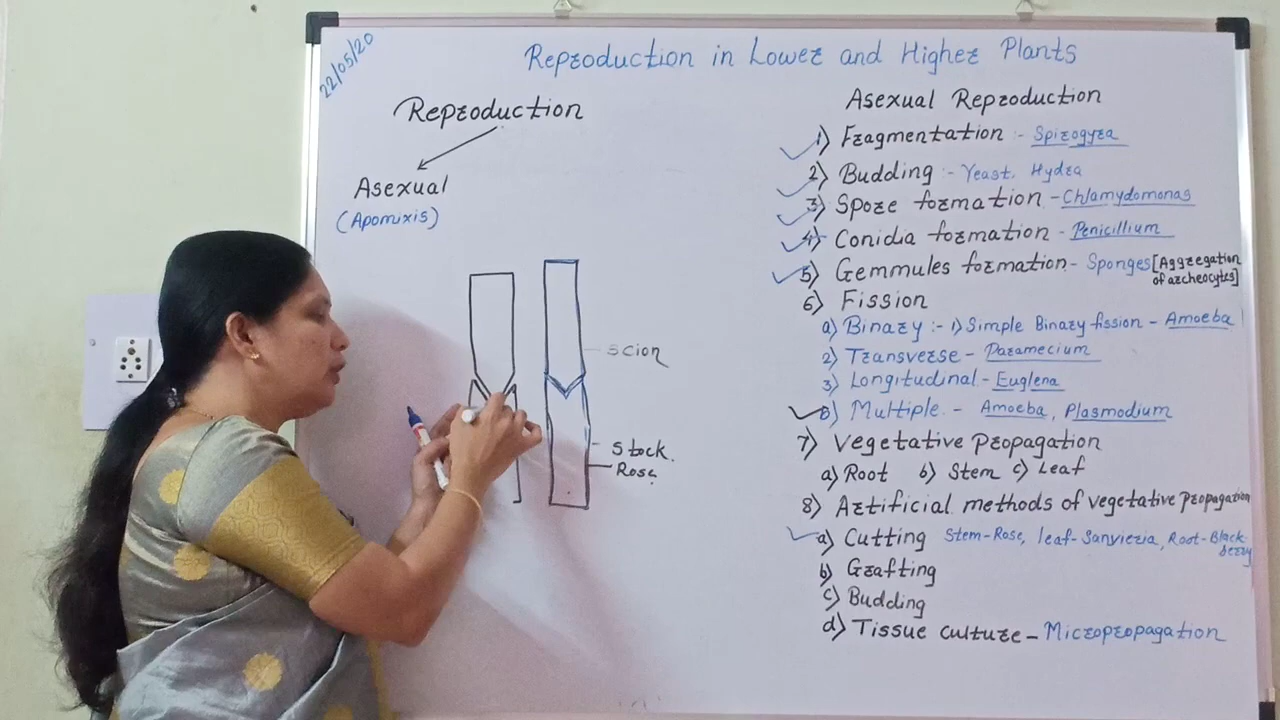 22/05/20
Reproduction in Lower and Higher Plants
Reproduction
Asexual
(Apomixis)
Scion
Stock.
Rose
Asexual Reproduction
1) Fragmentation :- Spirogyra
2) Budding :- Yeast, Hydra
3) Spore formation - Chlamydomonas
4) Conidia formation - Penicillium
5) Gemmules formation - Sponges [Aggregation of archeocytes]
6) Fission
a) Binary :- 1) Simple Binary fission - Amoeba
2) Transverse - Paramecium
3) Longitudinal - Euglena
b) Multiple - Amoeba, Plasmodium
7) Vegetative propagation
a) Root b) Stem c) Leaf
8) Artificial methods of vegetative propagation
a) Cutting Stem-Rose, leaf-Sanvieria, Root-Black berry
b) Grafting
c) Budding
d) Tissue culture - Micropropagation